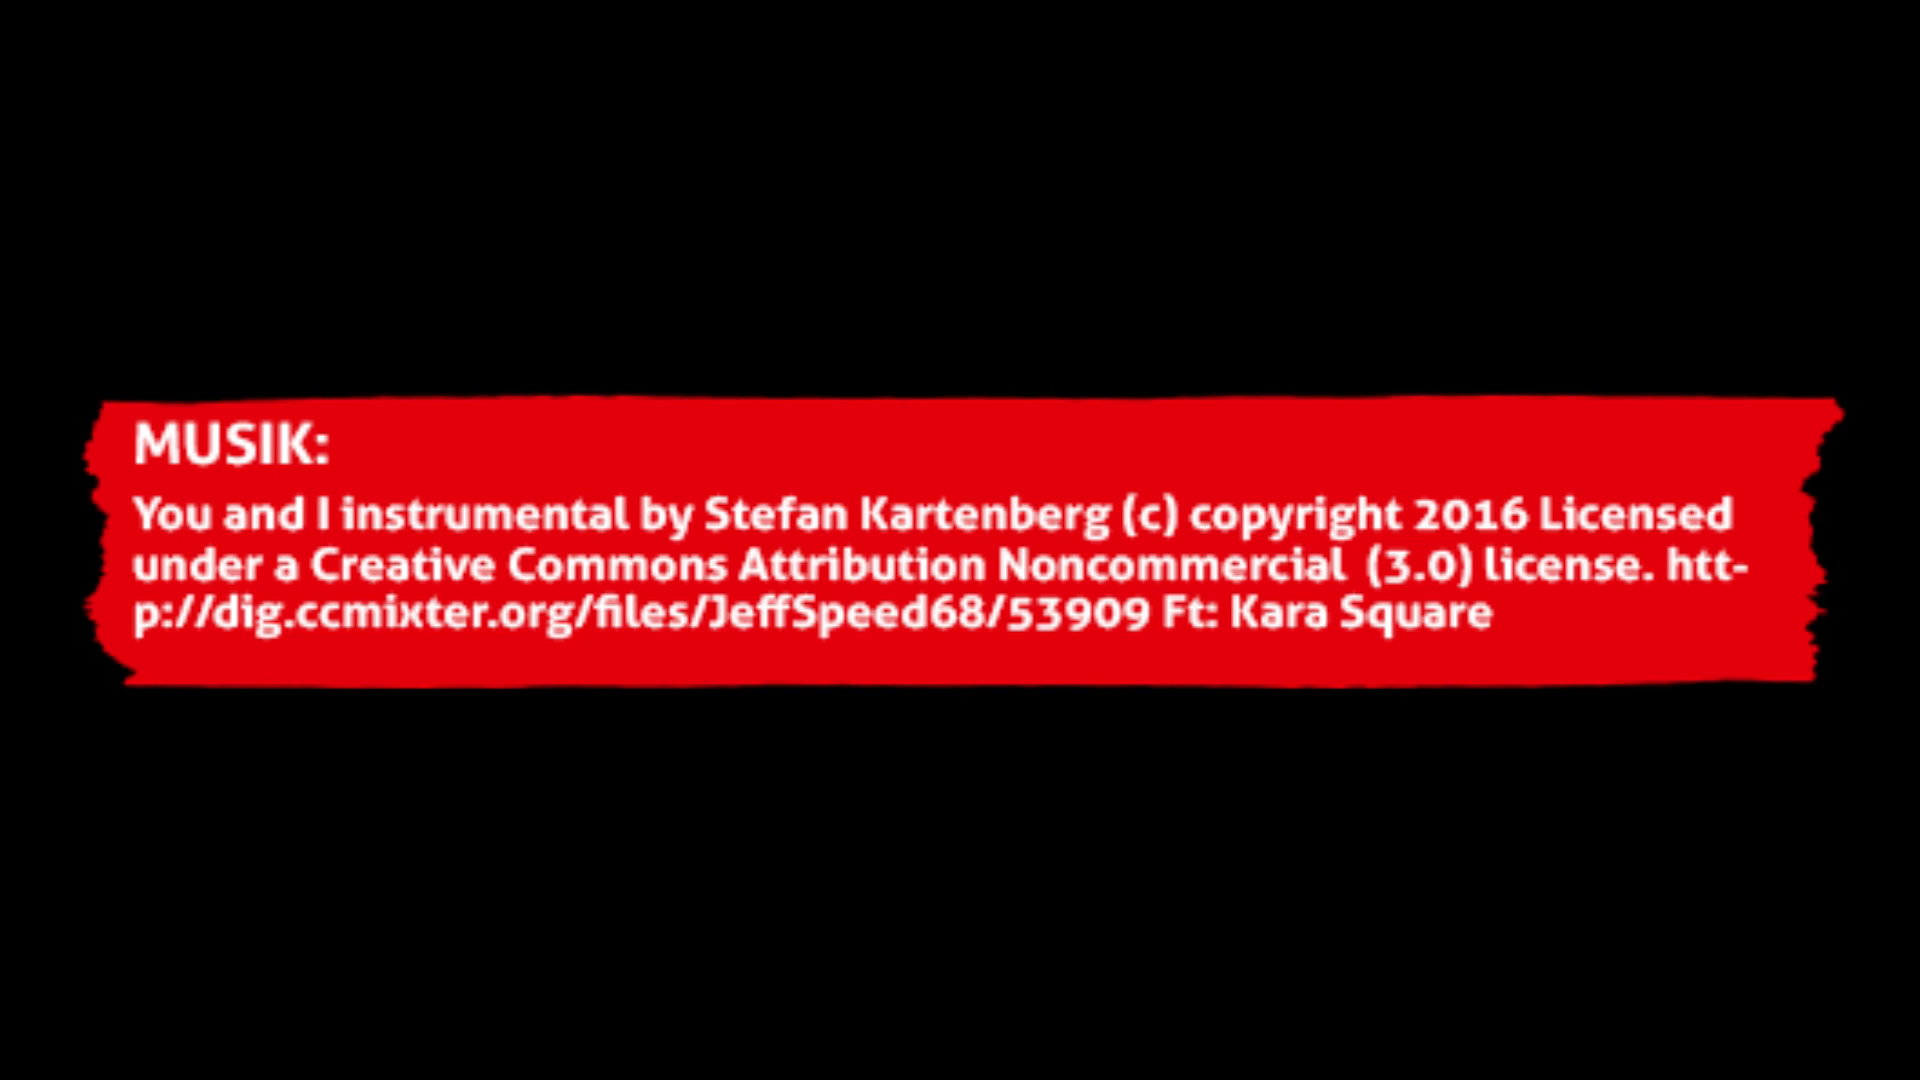 MUSIK:
You and I instrumental by Stefan Kartenberg (c) copyright 2016 Licensed
under a Creative Commons Attribution Noncommercial  (3.0) license. htt-
p://dig.ccmixter.org/files/JeffSpeed68/53909 Ft: Kara Square